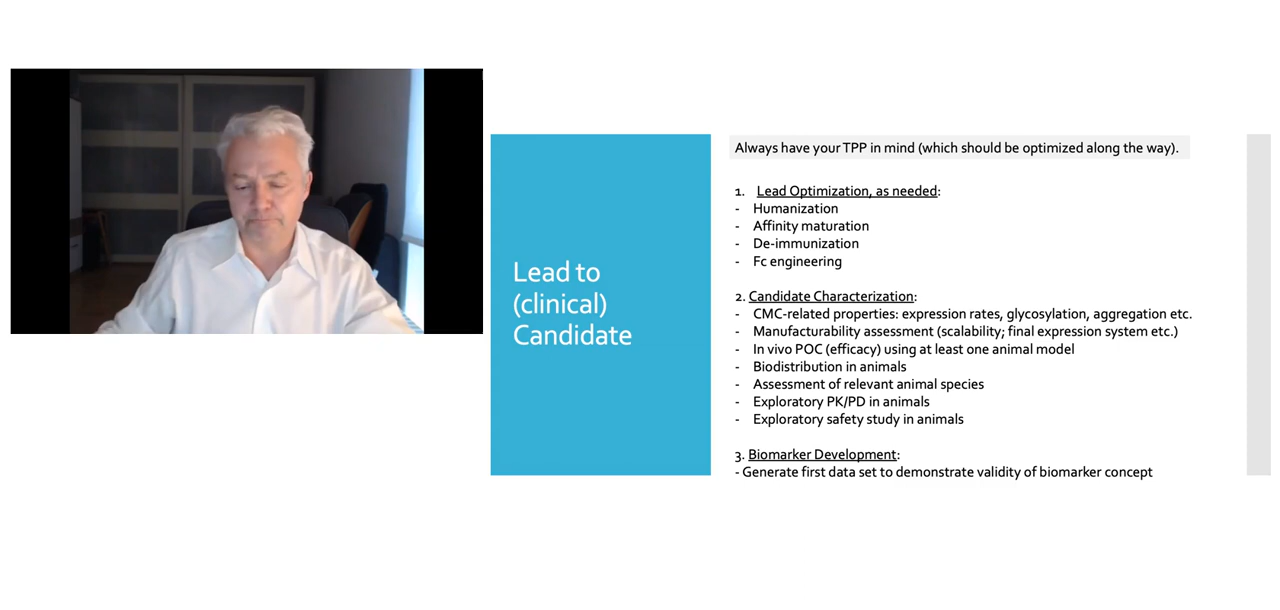 Lead to
(clinical)
Candidate
Always have your TPP in mind (which should be optimized along the way).
1. Lead Optimization, as needed:
- Humanization
- Affinity maturation
- De-immunization
- Fc engineering
2. Candidate Characterization:
- CMC-related properties: expression rates, glycosylation, aggregation etc.
- Manufacturability assessment (scalability; final expression system etc.)
- In vivo POC (efficacy) using at least one animal model
- Biodistribution in animals
- Assessment of relevant animal species
- Exploratory PK/PD in animals
- Exploratory safety study in animals
3. Biomarker Development:
- Generate first data set to demonstrate validity of biomarker concept